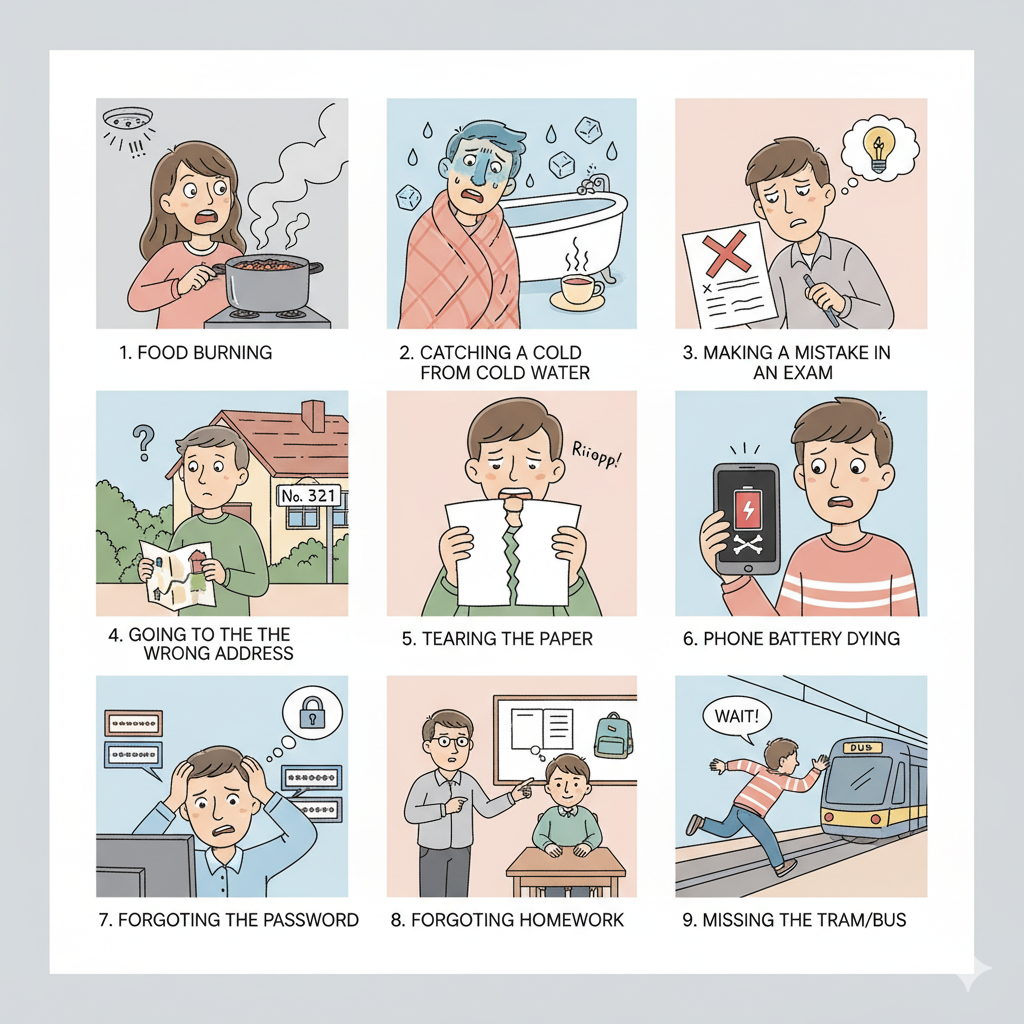 1. FOOD BURNING
2. CATCHING A COLD
FROM COLD WATER
3. MAKING A MISTAKE IN
AN EXAM
?
No. 321
4. GOING TO THE THE
WRONG ADDRESS
Riiopp!
5. TEARING THE PAPER
6. PHONE BATTERY DYING
7. FORGOTING THE PASSWORD
8. FORGOTING HOMEWORK
WAIT!
DUS
9. MISSING THE TRAM/BUS